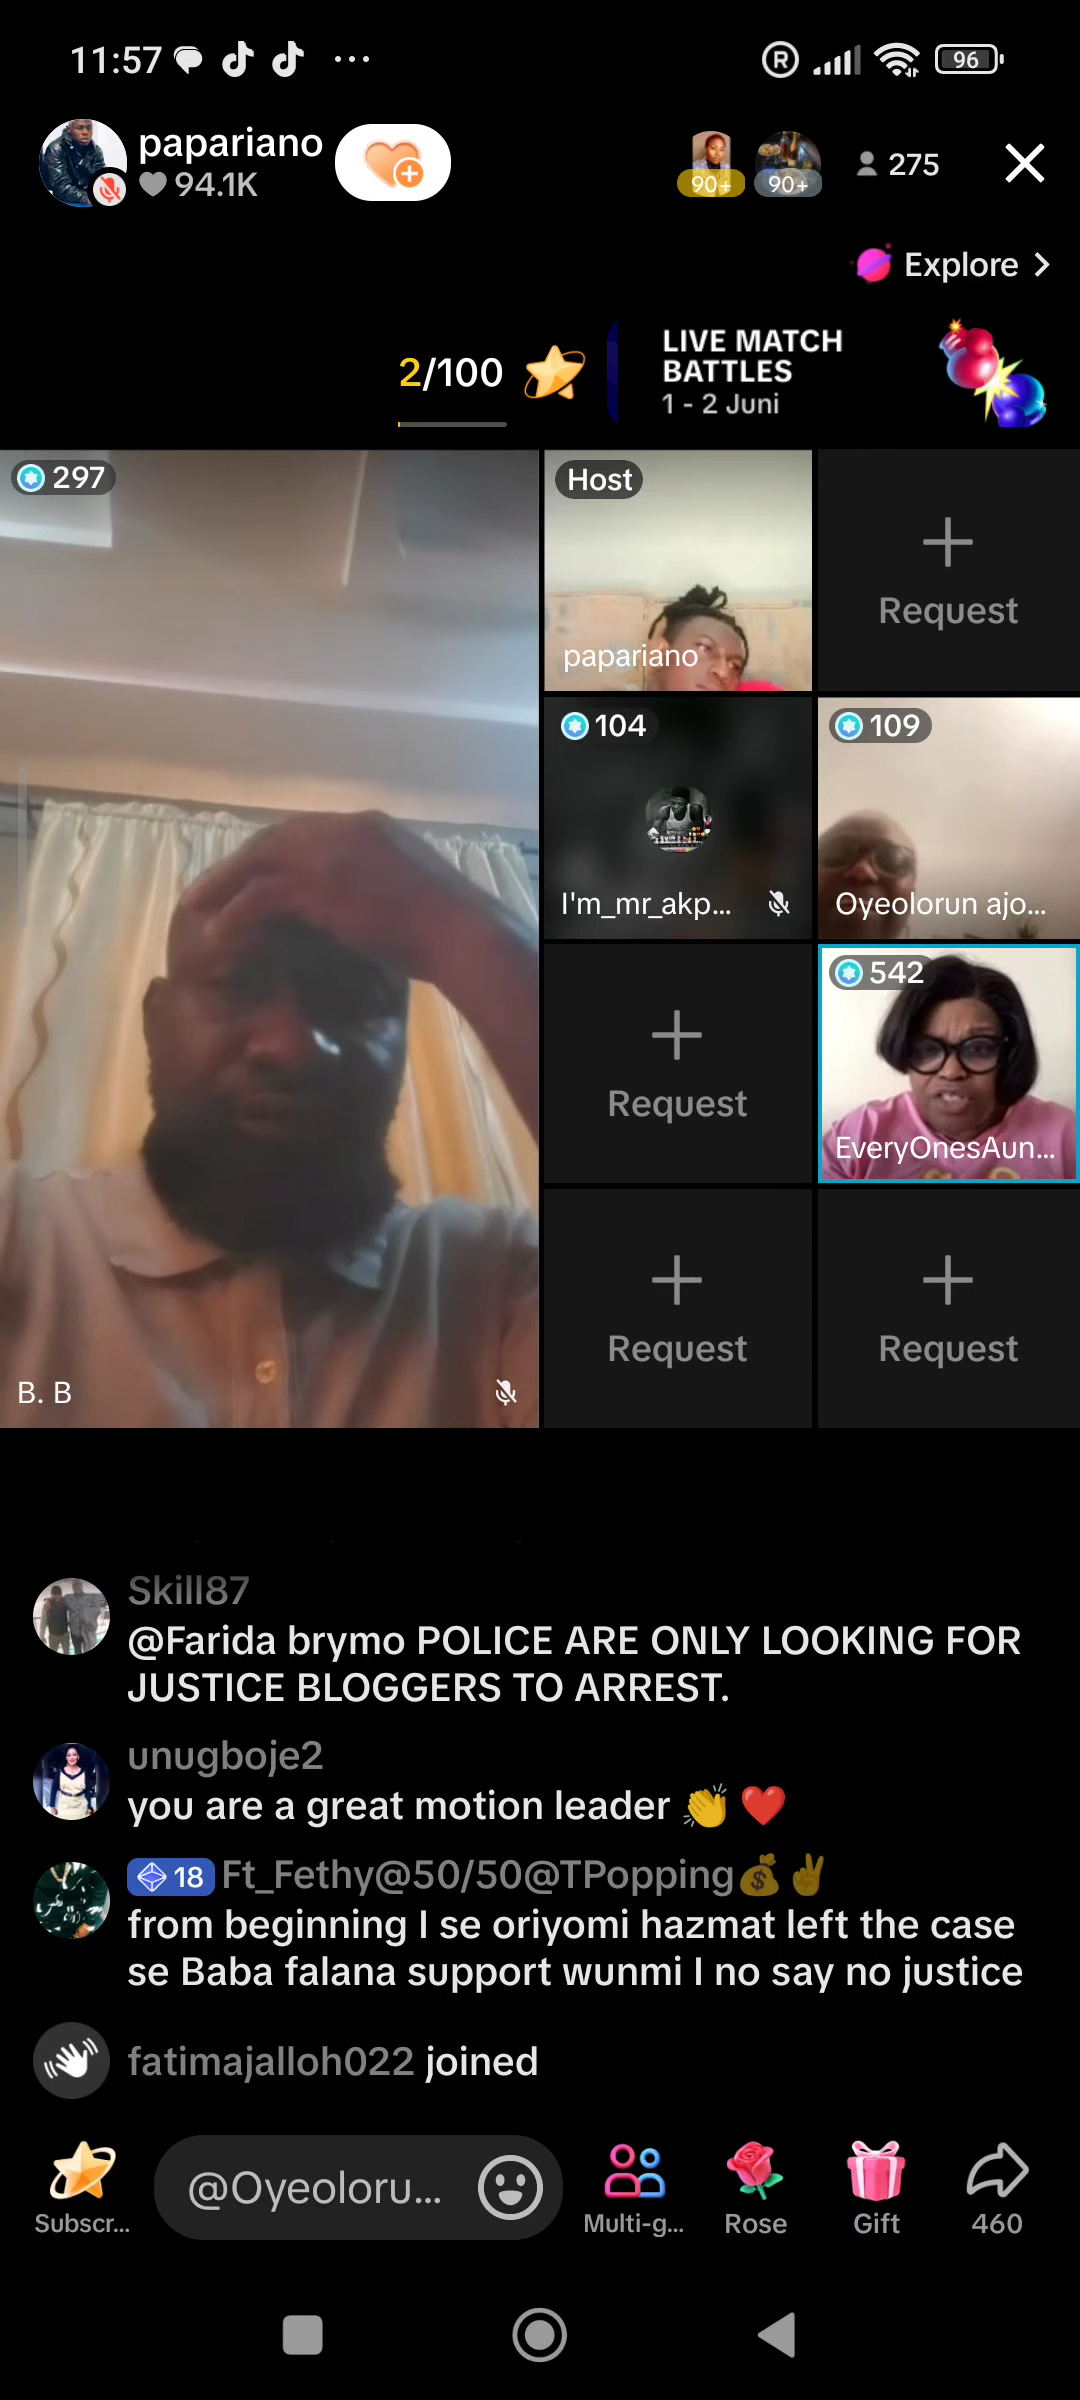 11:57
R
96
papariano
94.1K
90+
90+
275
Explore
2/100
LIVE MATCH
BATTLES
1 - 2 Juni
297
Host
papariano
Request
104
I'm_mr_akp...
109
Oyeolorun ajo...
Request
542
EveryOnesAun...
B. B
Request
Request
Skill87
@Farida brymo POLICE ARE ONLY LOOKING FOR
JUSTICE BLOGGERS TO ARREST.
unugboje2
you are a great motion leader 👏 ❤️
18 Ft_Fethy@50/50@TPopping💰✌️
from beginning I se oriyomi hazmat left the case
se Baba falana support wunmi I no say no justice
fatimajalloh022 joined
@Oyeoloru...
Subscr...
Multi-g...
Rose
Gift
460